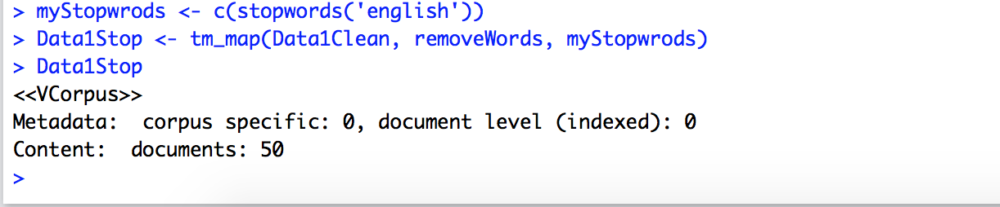 > myStopwrods <- c(stopwords('english'))
> Data1Stop <- tm_map(Data1Clean, removeWords, myStopwrods)
> Data1Stop
<<VCorpus>>
Metadata:  corpus specific: 0, document level (indexed): 0
Content:  documents: 50
>